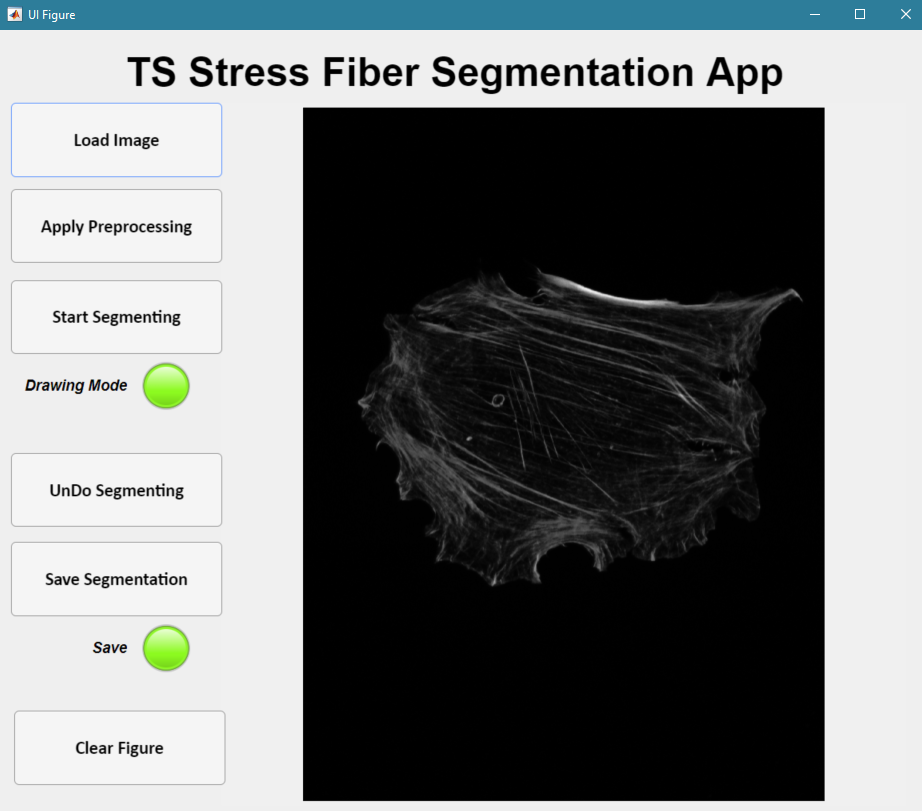 UI Figure
TS Stress Fiber Segmentation App
Load Image
Apply Preprocessing
Start Segmenting
Drawing Mode
UnDo Segmenting
Save Segmentation
Save
Clear Figure